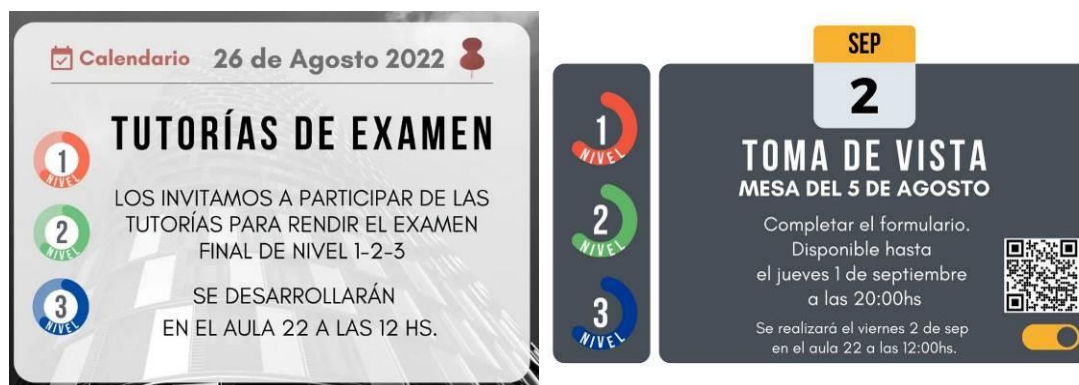 Calendario 26 de Agosto 2022
TUTORÍAS DE EXAMEN
1
NIVEL
2
NIVEL
3
NIVEL
LOS INVITAMOS A PARTICIPAR DE LAS
TUTORÍAS PARA RENDIR EL EXAMEN
FINAL DE NIVEL 1-2-3
SE DESARROLLARÁN
EN EL AULA 22 A LAS 12 HS.
SEP
2
1
NIVEL
2
NIVEL
3
NIVEL
TOMA DE VISTA
MESA DEL 5 DE AGOSTO
Completar el formulario.
Disponible hasta
el jueves 1 de septiembre
a las 20:00hs
Se realizará el viernes 2 de sep
en el aula 22 a las 12:00hs.